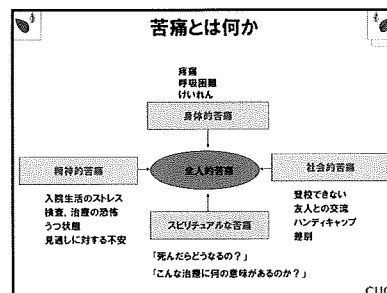 苦痛とは何か
疼痛
呼吸困難
けいれん
身体的苦痛
精神的苦痛
全人的苦痛
社会的苦痛
入院生活のストレス
検査、治療の恐怖
うつ状態
見通しに対する不安
登校できない
友人との交流
ハンディキャップ
差別
スピリチュアルな苦痛
「死んだらどうなるの？」
「こんな治療に何の意味があるのか？」